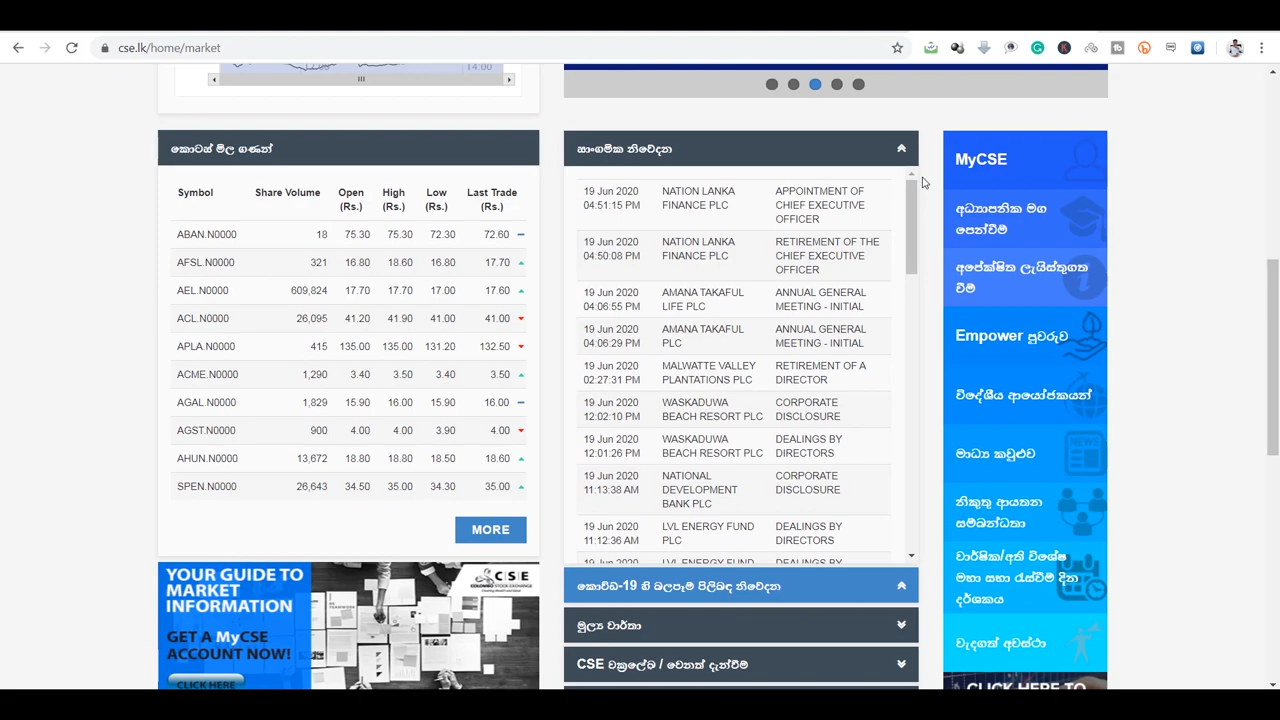 cse.lk/home/market
14:00
කොටස් මිල ගණන්
Symbol Share Volume Open (Rs.) High (Rs.) Low (Rs.) Last Trade (Rs.)
ABAN.N0000 18 75.30 75.30 72.30 72.60
AFSL.N0000 321 16.80 18.60 16.80 17.70
AEL.N0000 609,824 17.70 17.70 17.00 17.60
ACL.N0000 26,095 41.20 41.90 41.00 41.00
APLA.N0000 415 135.00 135.00 131.20 132.50
ACME.N0000 1,290 3.40 3.50 3.40 3.50
AGAL.N0000 1,829 15.90 16.00 15.90 16.00
AGST.N0000 900 4.00 4.00 3.90 4.00
AHUN.N0000 13,672 18.80 18.80 18.50 18.60
SPEN.N0000 26,643 34.50 35.00 34.30 35.00
MORE
YOUR GUIDE TO
MARKET
INFORMATION
GET A MyCSE
ACCOUNT NOW!
CLICK HERE
CSE
COLOMBO STOCK EXCHANGE
සාංගමික නිවේදන
19 Jun 2020 NATION LANKA APPOINTMENT OF
04:51:15 PM FINANCE PLC CHIEF EXECUTIVE
OFFICER
19 Jun 2020 NATION LANKA RETIREMENT OF THE
04:50:08 PM FINANCE PLC CHIEF EXECUTIVE
OFFICER
19 Jun 2020 AMANA TAKAFUL ANNUAL GENERAL
04:06:55 PM LIFE PLC MEETING - INITIAL
19 Jun 2020 AMANA TAKAFUL ANNUAL GENERAL
04:06:29 PM PLC MEETING - INITIAL
19 Jun 2020 MALWATTE VALLEY RETIREMENT OF A
02:27:31 PM PLANTATIONS PLC DIRECTOR
19 Jun 2020 WASKADUWA CORPORATE
12:02:10 PM BEACH RESORT PLC DISCLOSURE
19 Jun 2020 WASKADUWA DEALINGS BY
12:01:26 PM BEACH RESORT PLC DIRECTORS
19 Jun 2020 NATIONAL CORPORATE
11:13:38 AM DEVELOPMENT DISCLOSURE
BANK PLC
19 Jun 2020 LVL ENERGY FUND DEALINGS BY
11:12:36 AM PLC DIRECTORS
19 Jun 2020 LVL ENERGY FUND DEALINGS BY
කොවිඩ්-19 හි බලපෑම් පිලිබඳ නිවේදන
මූල්‍ය වාර්තා
CSE චක්‍රලේඛ / වෙනත් දැන්වීම්
MyCSE
අධ්‍යාපනික මග
පෙන්වීම්
අපේක්ෂිත ලැයිස්තුගත
වීම්
Empower පුවරුව
විදේශීය ආයෝජකයන්
මාධ්‍ය කවුළුව
NEWS
නිකුතු ආයතන
සම්බන්ධතා
වාර්ෂික/අති විශේෂ
මහා සභා රැස්වීම් දින
දර්ශකය
වැදගත් අවස්ථා
CLICK HERE TO